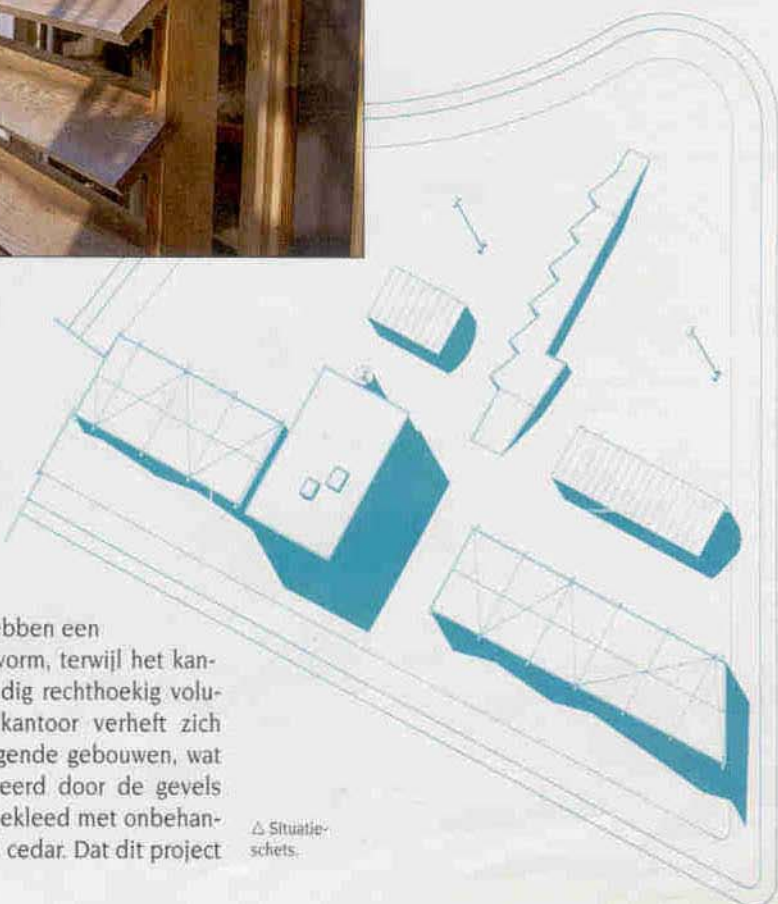 bben een
vorm, terwijl het kan-
dig rechthoekig volu-
kantoor verheft zich
gende gebouwen, wat
eerd door de gevels
ekleed met onbehan-
cedar. Dat dit project
△ Situatie-
schets.